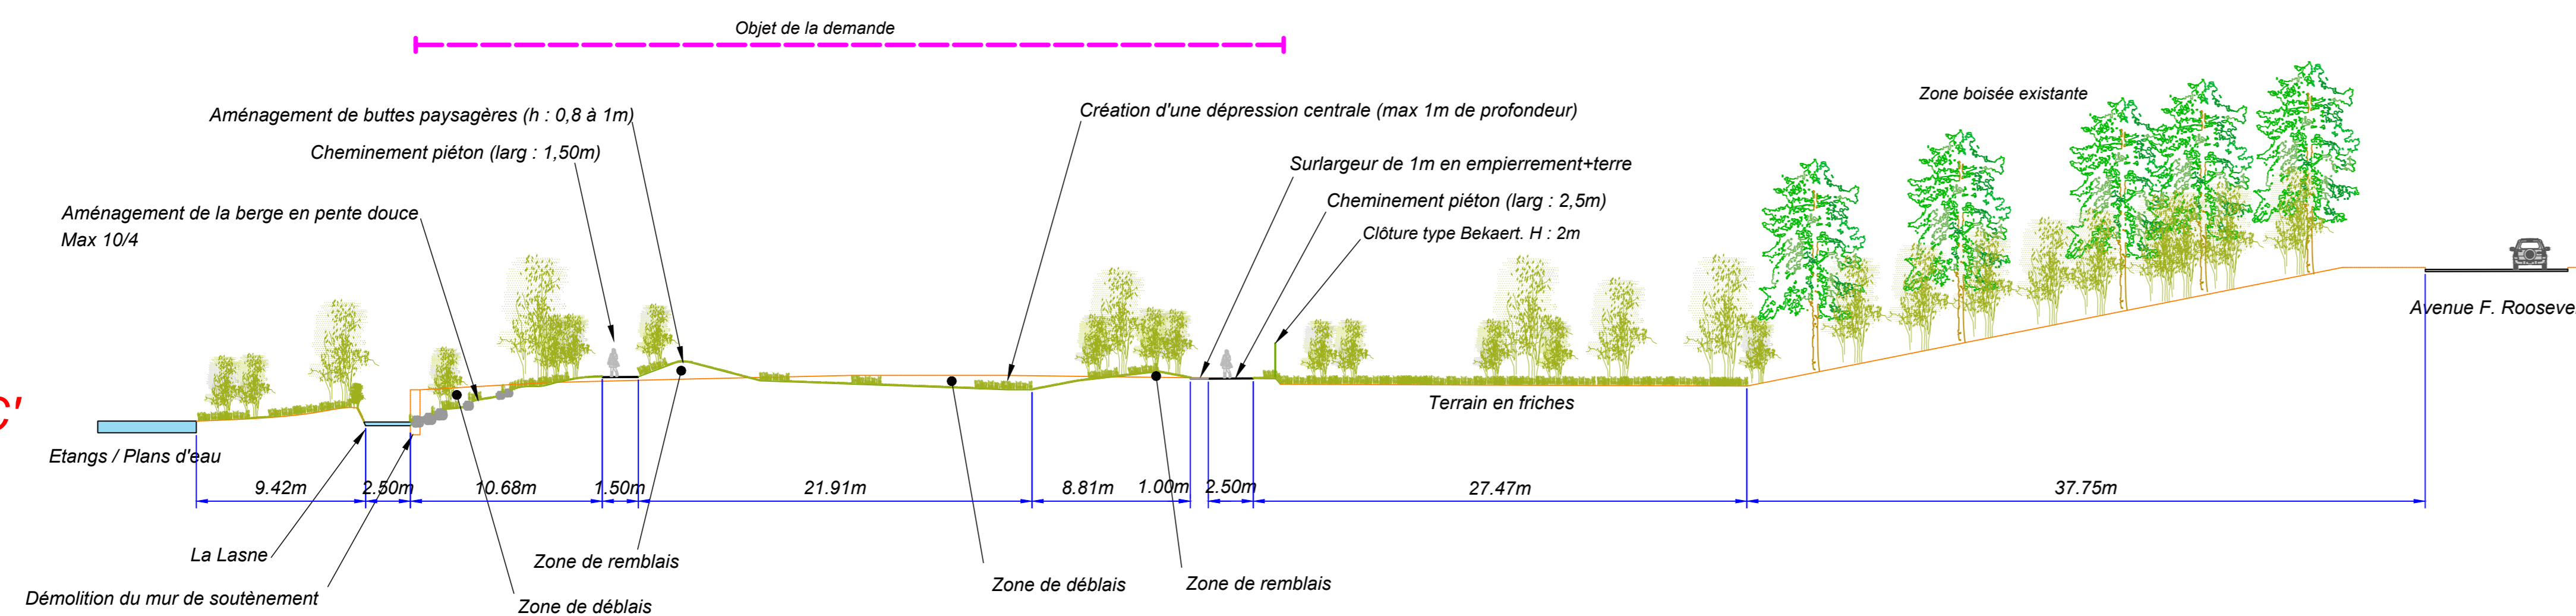 Objet de la demande
Zone boisée existante
Aménagement de buttes paysagères (h : 0,8 à 1m)
Création d'une dépression centrale (max 1m de profondeur)
Cheminement piéton (larg : 1,50m)
Surlargeur de 1m en empierrement+terre
Cheminement piéton (larg : 2,5m)
Aménagement de la berge en pente douce
Max 10/4
Clôture type Bekaert. H : 2m
Avenue F. Rooseve
C'
Terrain en friches
Etangs / Plans d'eau
9.42m
2.50m
10.68m
1.50m
21.91m
8.81m
1.00m
2.50m
27.47m
37.75m
La Lasne
Zone de remblais
Zone de déblais
Zone de remblais
Démolition du mur de soutènement
Zone de déblais